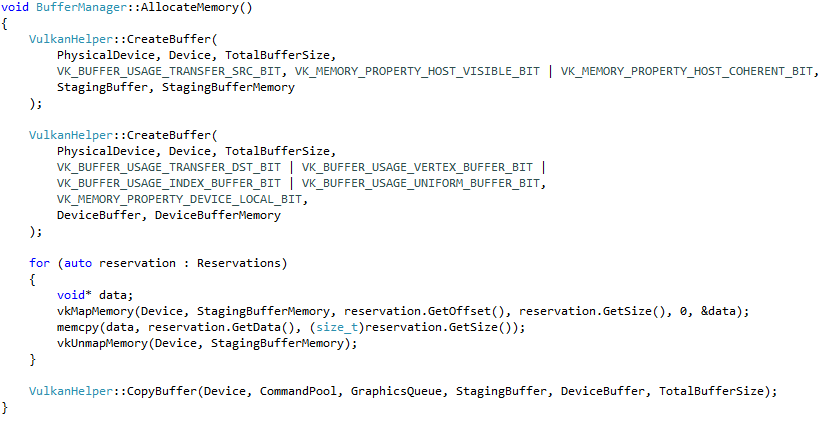 void BufferManager::AllocateMemory()
{
    VulkanHelper::CreateBuffer(
        PhysicalDevice, Device, TotalBufferSize,
        VK_BUFFER_USAGE_TRANSFER_SRC_BIT, VK_MEMORY_PROPERTY_HOST_VISIBLE_BIT | VK_MEMORY_PROPERTY_HOST_COHERENT_BIT,
        StagingBuffer, StagingBufferMemory
    );

    VulkanHelper::CreateBuffer(
        PhysicalDevice, Device, TotalBufferSize,
        VK_BUFFER_USAGE_TRANSFER_DST_BIT | VK_BUFFER_USAGE_VERTEX_BUFFER_BIT |
        VK_BUFFER_USAGE_INDEX_BUFFER_BIT | VK_BUFFER_USAGE_UNIFORM_BUFFER_BIT,
        VK_MEMORY_PROPERTY_DEVICE_LOCAL_BIT,
        DeviceBuffer, DeviceBufferMemory
    );

    for (auto reservation : Reservations)
    {
        void* data;
        vkMapMemory(Device, StagingBufferMemory, reservation.GetOffset(), reservation.GetSize(), 0, &data);
        memcpy(data, reservation.GetData(), (size_t)reservation.GetSize());
        vkUnmapMemory(Device, StagingBufferMemory);
    }

    VulkanHelper::CopyBuffer(Device, CommandPool, GraphicsQueue, StagingBuffer, DeviceBuffer, TotalBufferSize);
}